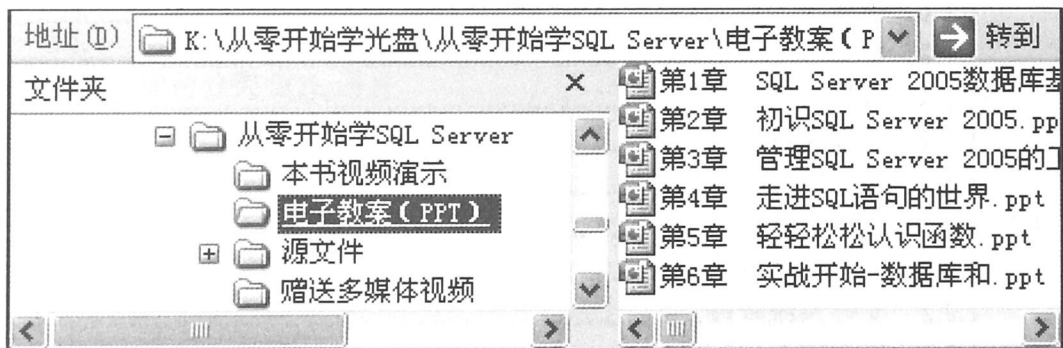 地址(D) K:\从零开始学光盘\从零开始学SQL Server\电子教案(P 转到
文件夹 ×
从零开始学SQL Server
本书视频演示
电子教案(PPT)
源文件
赠送多媒体视频
第1章 SQL Server 2005数据库基
第2章 初识SQL Server 2005.pp
第3章 管理SQL Server 2005的工
第4章 走进SQL语句的世界.ppt
第5章 轻轻松松认识函数.ppt
第6章 实战开始-数据库和.ppt